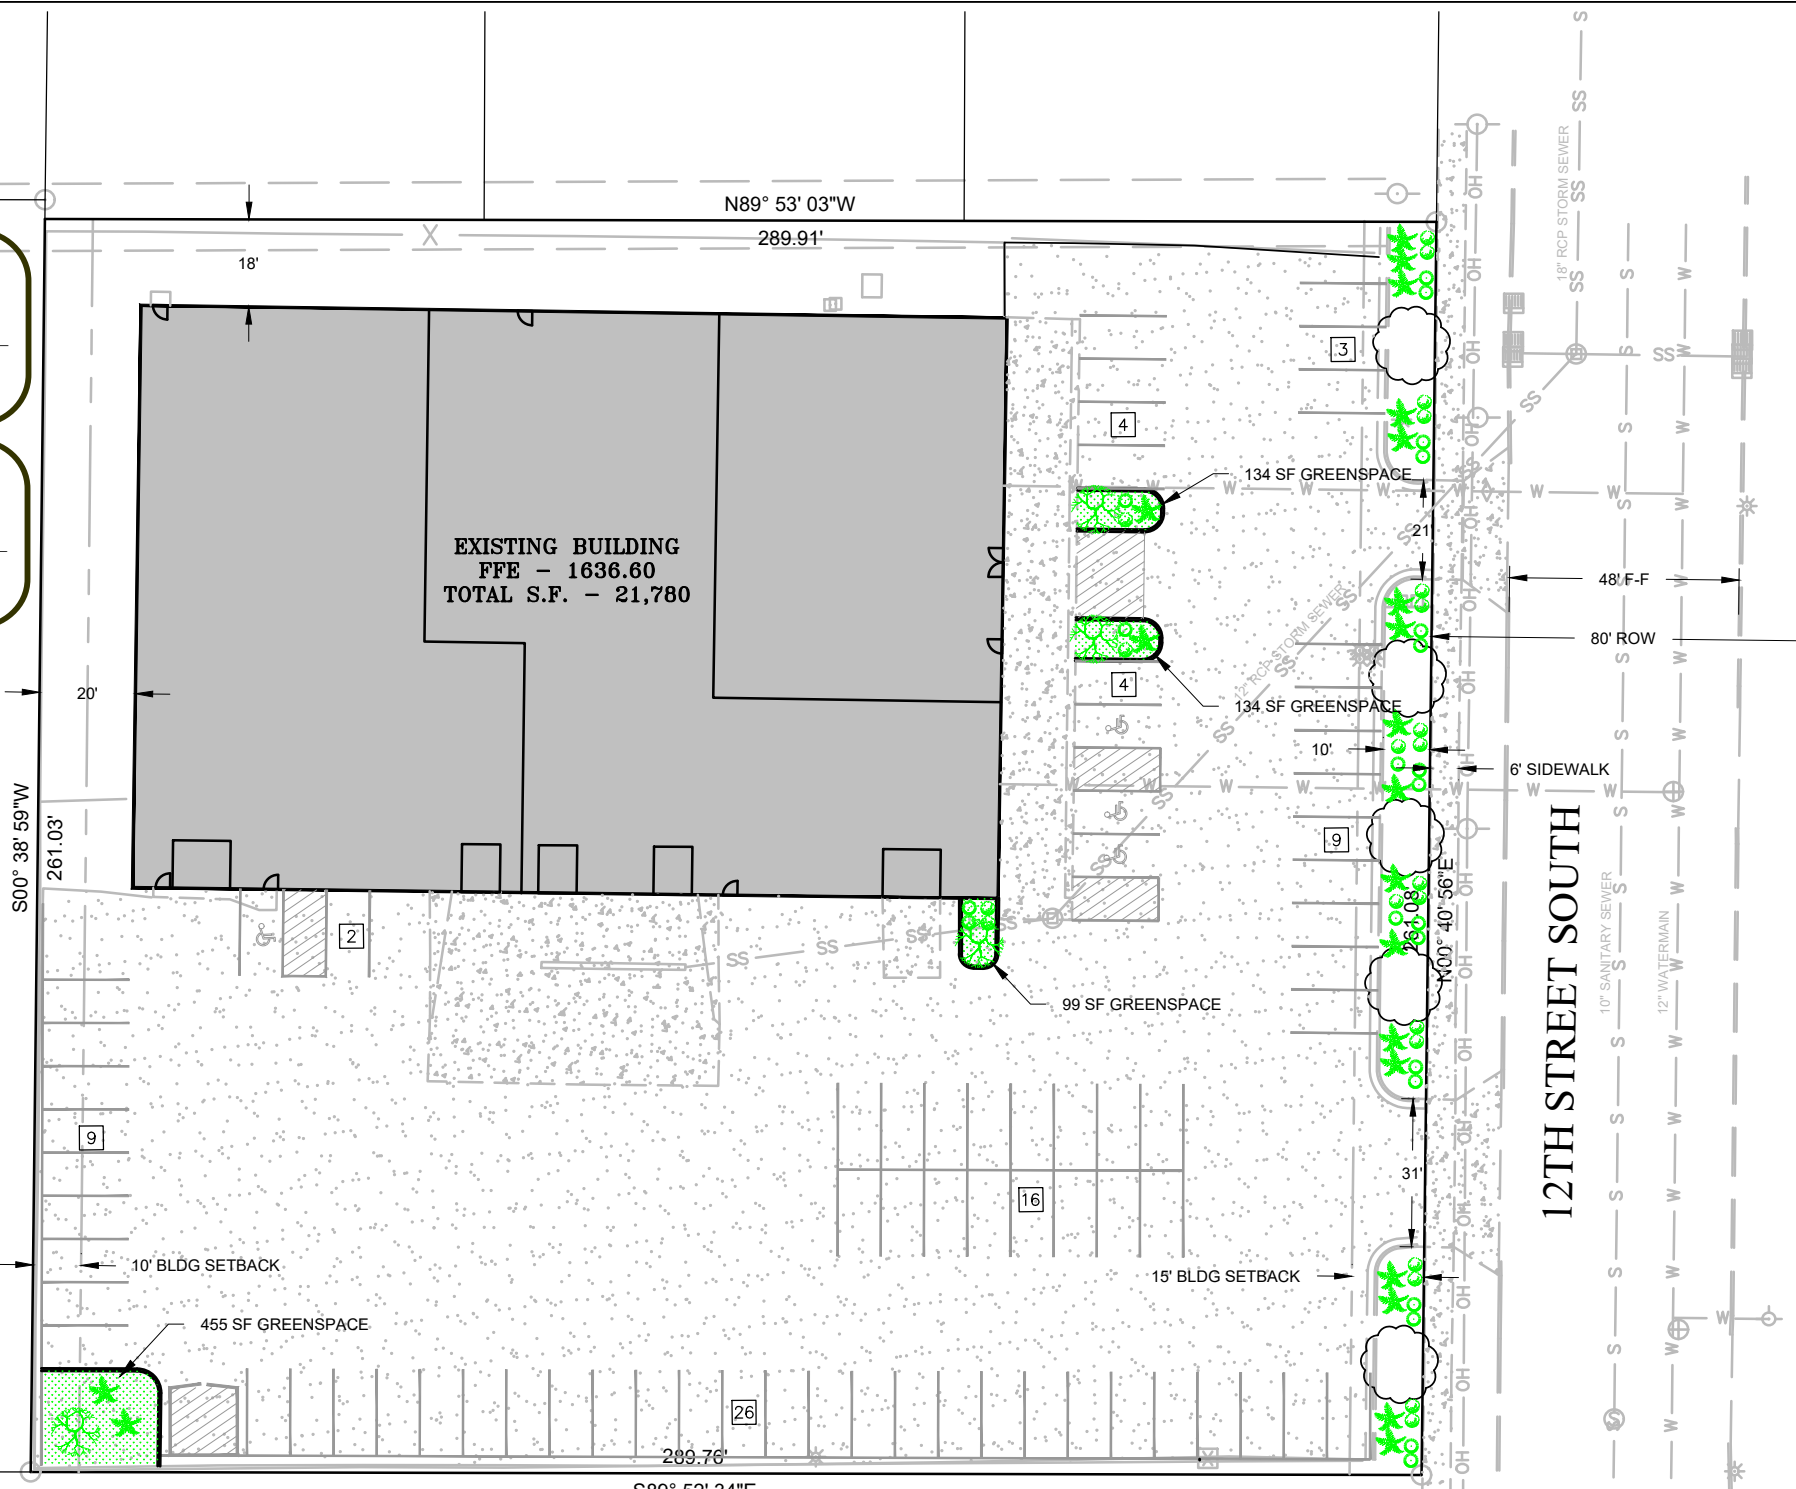 N89° 53' 03"W
289.91'
18'
18" RCP STORM SEWER
3
4
134 SF GREENSPACE
21'
EXISTING BUILDING
FFE - 1636.60
TOTAL S.F. - 21,780
48' F-F
80' ROW
12" RCP STORM SEWER
4
134 SF GREENSPACE
20'
10'
6' SIDEWALK
S00° 38' 59"W
261.03'
9
261.08'
N00° 40' 56"E
12TH STREET SOUTH
10" SANITARY SEWER
12" WATERMAIN
2
99 SF GREENSPACE
9
16
31'
10' BLDG SETBACK
15' BLDG SETBACK
455 SF GREENSPACE
26
289.76'